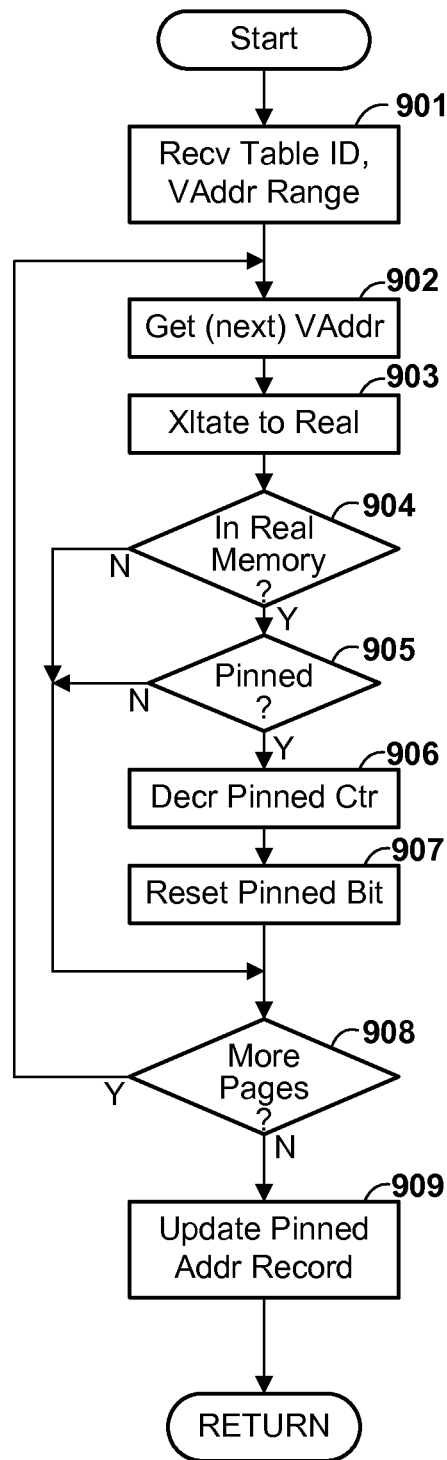 Start
901
Recv Table ID,
VAddr Range
902
Get (next) VAddr
903
Xltate to Real
904
In Real
Memory
?
N
Y
905
Pinned
?
N
Y
906
Decr Pinned Ctr
907
Reset Pinned Bit
908
More
Pages
?
Y
N
909
Update Pinned
Addr Record
RETURN